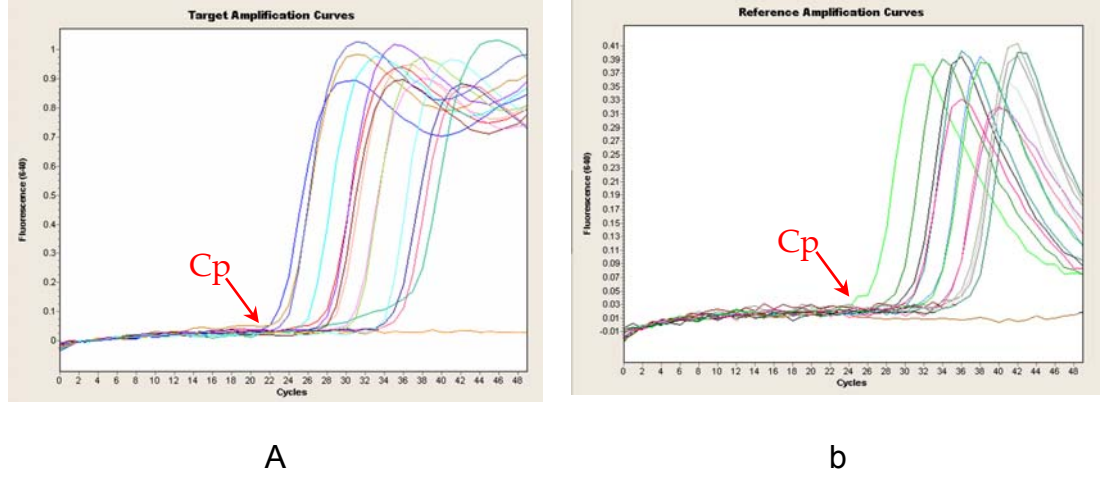 Target Amplification Curves
1
0.9
0.8
0.7
0.6
0.5
0.4
0.3
0.2
0.1
0
Fluorescence (640)
Cp
0 2 4 6 8 10 12 14 16 18 20 22 24 26 28 30 32 34 36 38 40 42 44 46 48
Cycles
A
Reference Amplification Curves
0.41
0.39
0.37
0.35
0.33
0.31
0.29
0.27
0.25
0.23
0.21
0.19
0.17
0.15
0.13
0.11
0.09
0.07
0.05
0.03
0.01
-0.01
Fluorescence (640)
Cp
0 2 4 6 8 10 12 14 16 18 20 22 24 26 28 30 32 34 36 38 40 42 44 46 48
Cycles
b